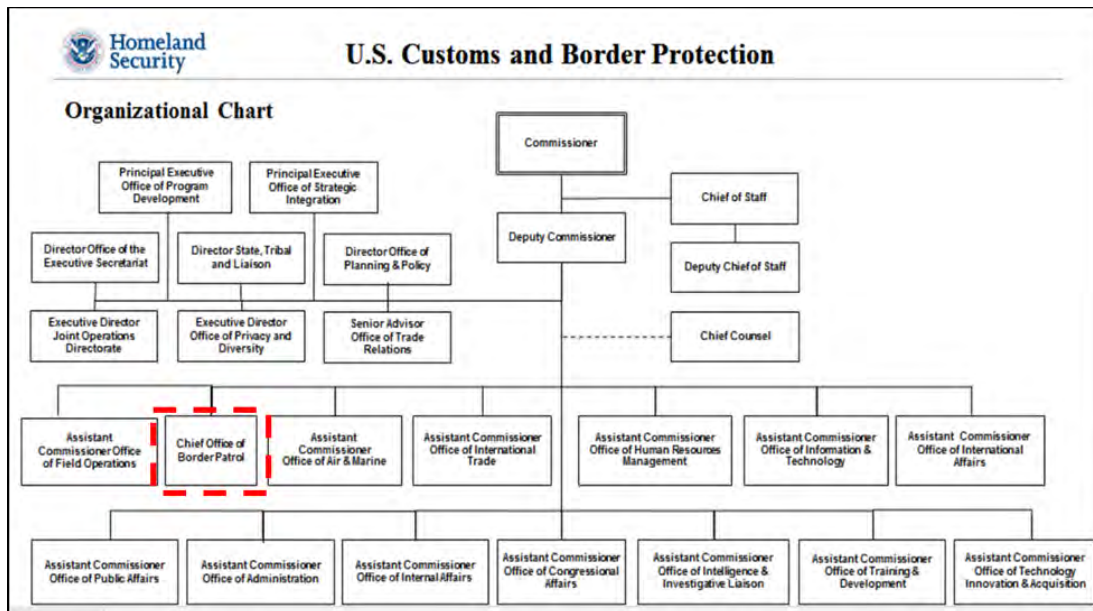 Homeland
Security
U.S. Customs and Border Protection
Organizational Chart
Commissioner
Principal Executive
Office of Program
Development
Principal Executive
Office of Strategic
Integration
Chief of Staff
Deputy Commissioner
Director Office of the
Executive Secretariat
Director State, Tribal
and Liaison
Director Office of
Planning & Policy
Deputy Chief of Staff
Executive Director
Joint Operations
Directorate
Executive Director
Office of Privacy and
Diversity
Senior Advisor
Office of Trade
Relations
Chief Counsel
Assistant
Commissioner Office
of Field Operations
Chief Office of
Border Patrol
Assistant
Commissioner
Office of Air & Marine
Assistant Commissioner
Office of International
Trade
Assistant Commissioner
Office of Human Resources
Management
Assistant Commissioner
Office of Information &
Technology
Assistant Commissioner
Office of International
Affairs
Assistant Commissioner
Office of Public Affairs
Assistant Commissioner
Office of Administration
Assistant Commissioner
Office of Internal Affairs
Assistant Commissioner
Office of Congressional
Affairs
Assistant Commissioner
Office of Intelligence &
Investigative Liaison
Assistant Commissioner
Office of Training &
Development
Assistant Commissioner
Office of Technology
Innovation & Acquisition